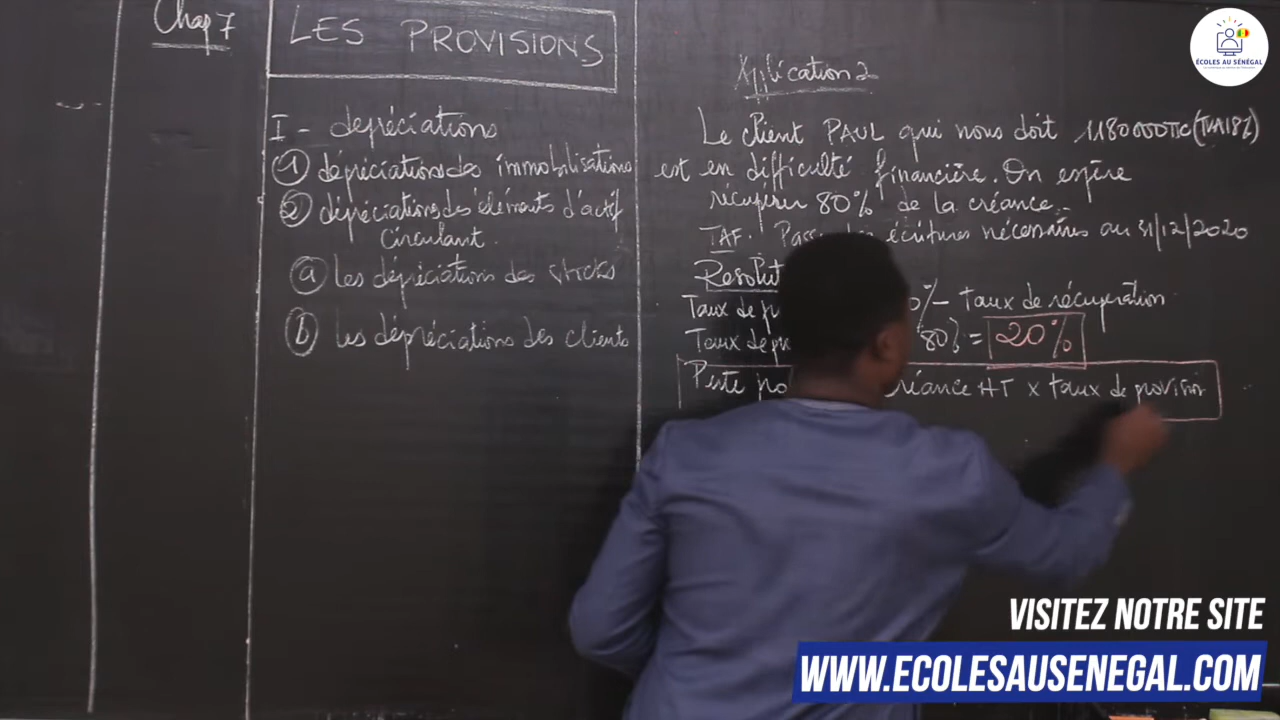 Chap 7
LES PROVISIONS
I - dépréciations
1 dépréciations des immobilisations
2 dépréciations des éléments d'actif
circulant.
a les dépréciations des stocks
b les dépréciations des clients
Application 2
Le client PAUL qui nous doit 1180000TTC (TVA 18%)
est en difficulté financière. On espère
récupérer 80% de la créance.
TAF. Passer écritures nécessaires au 31/12/2020
Taux de % - Taux de récupération
Taux de 80% = 20%
Perte créance HT x taux de provision
ÉCOLES AU SÉNÉGAL
VISITEZ NOTRE SITE
WWW.ECOLESAUSENEGAL.COM